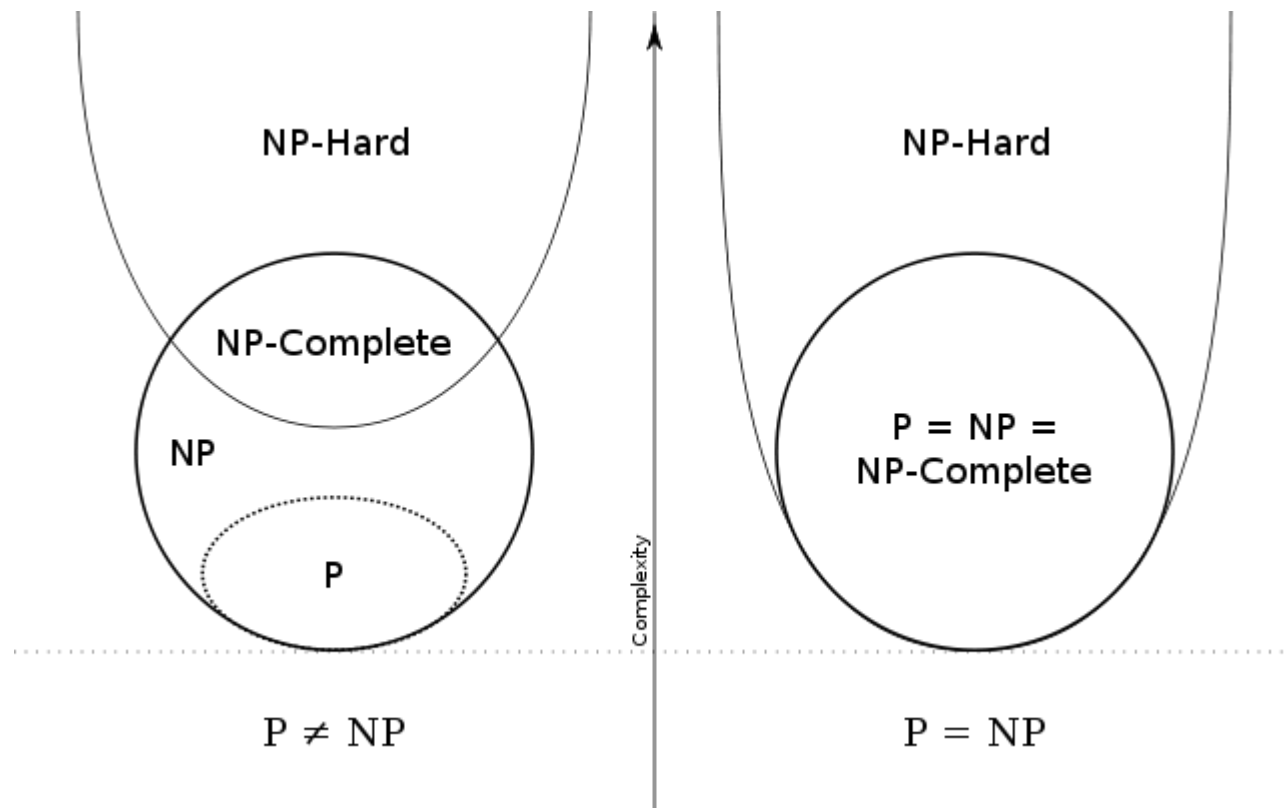 NP-Hard
NP-Complete
NP
P
P ≠ NP
Complexity
NP-Hard
P = NP =
NP-Complete
P = NP